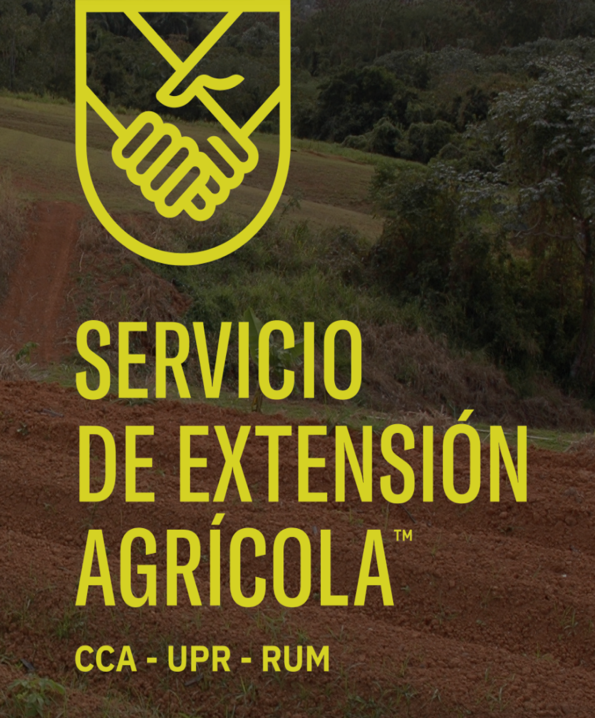 SERVICIO
DE EXTENSIÓN
AGRÍCOLA™
CCA - UPR - RUM